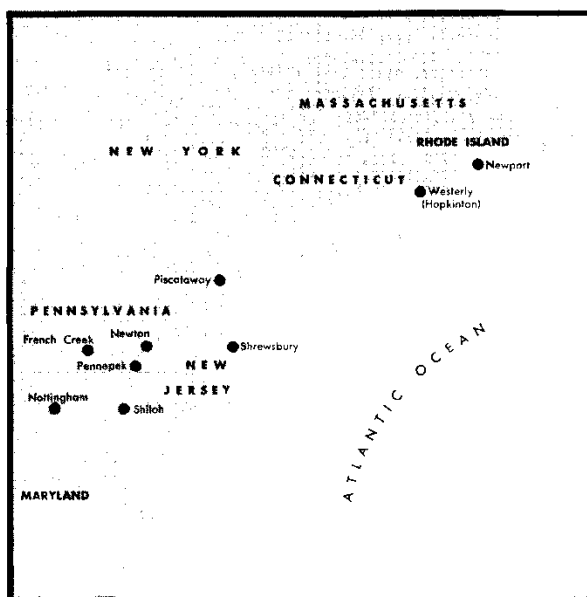 MASSACHUSETTS
RHODE ISLAND
NEW YORK
Newport
CONNECTICUT
Westerly
(Hopkinton)
Piscataway
PENNSYLVANIA
French Creek
Newton
Shrewsbury
Pennepek
NEW
JERSEY
Nottingham
Shiloh
ATLANTIC OCEAN
MARYLAND